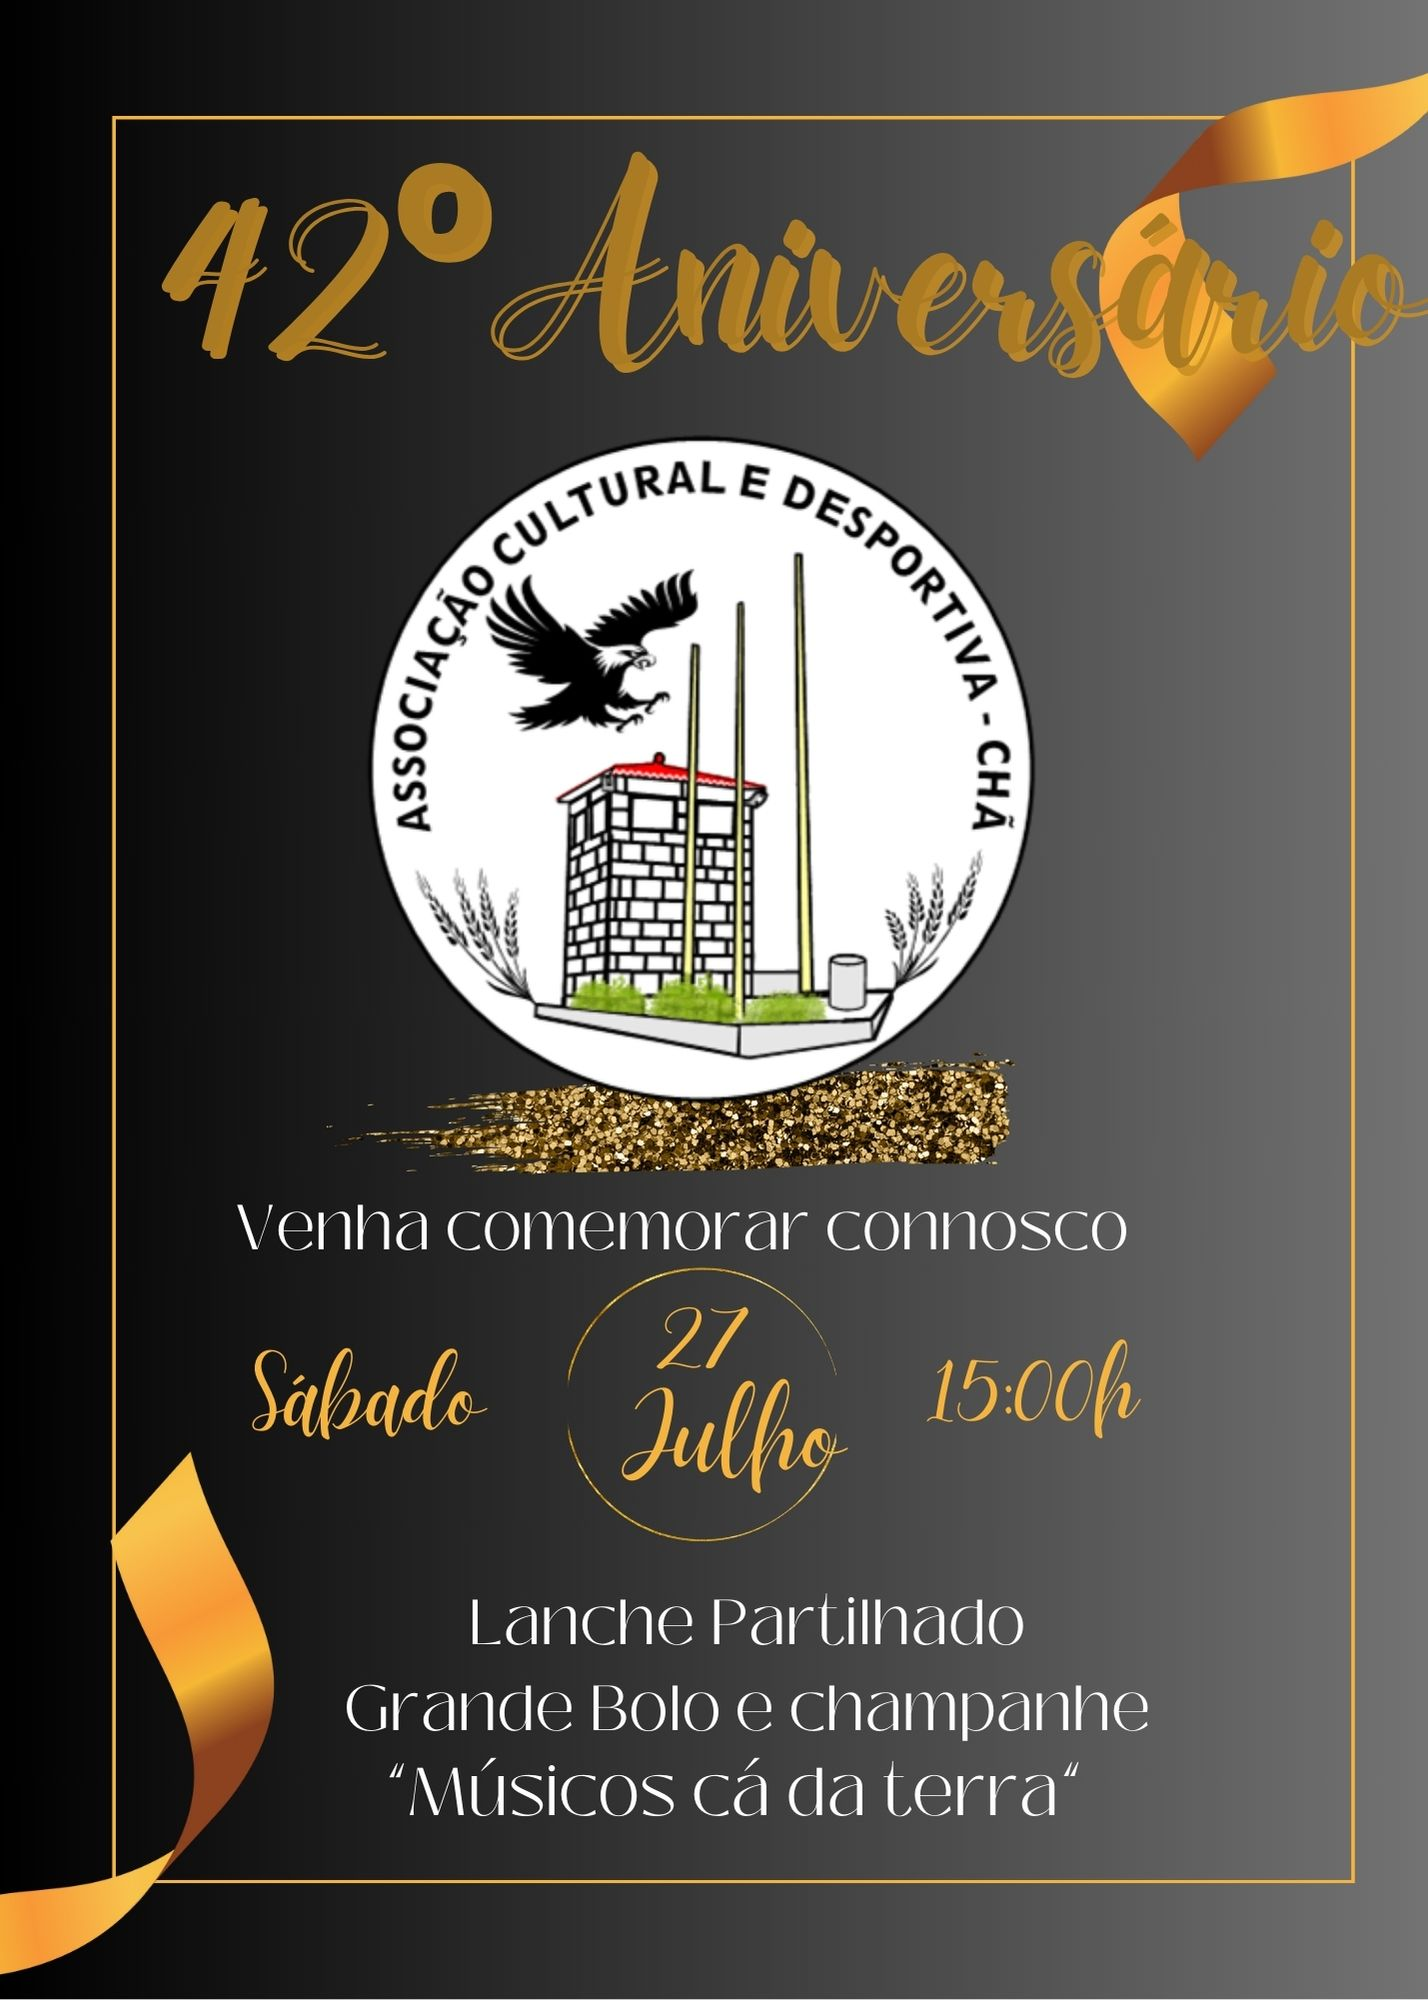 42º Aniversário
ASSOCIAÇÃO CULTURAL E DESPORTIVA - CHÃ
Venha comemorar connosco
Sábado
27
Julho
15:00h
Lanche Partilhado
Grande Bolo e champanhe
“Músicos cá da terra“